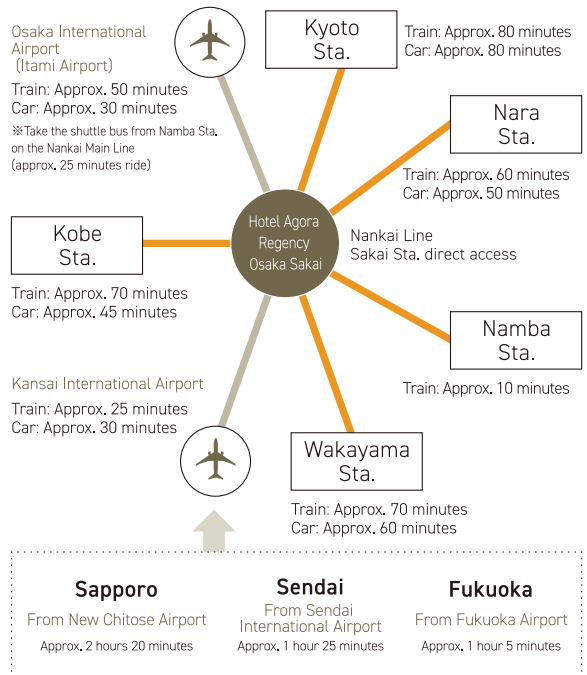 Osaka International
Airport
(Itami Airport)
Train: Approx. 50 minutes
Car: Approx. 30 minutes
※Take the shuttle bus from Namba Sta.
on the Nankai Main Line
(approx. 25 minutes ride)
Kyoto
Sta.
Train: Approx. 80 minutes
Car: Approx. 80 minutes
Nara
Sta.
Train: Approx. 60 minutes
Car: Approx. 50 minutes
Hotel Agora
Regency
Osaka Sakai
Nankai Line
Sakai Sta. direct access
Kobe
Sta.
Train: Approx. 70 minutes
Car: Approx. 45 minutes
Namba
Sta.
Train: Approx. 10 minutes
Kansai International Airport
Train: Approx. 25 minutes
Car: Approx. 30 minutes
Wakayama
Sta.
Train: Approx. 70 minutes
Car: Approx. 60 minutes
Sapporo
From New Chitose Airport
Approx. 2 hours 20 minutes
Sendai
From Sendai
International Airport
Approx. 1 hour 25 minutes
Fukuoka
From Fukuoka Airport
Approx. 1 hour 5 minutes